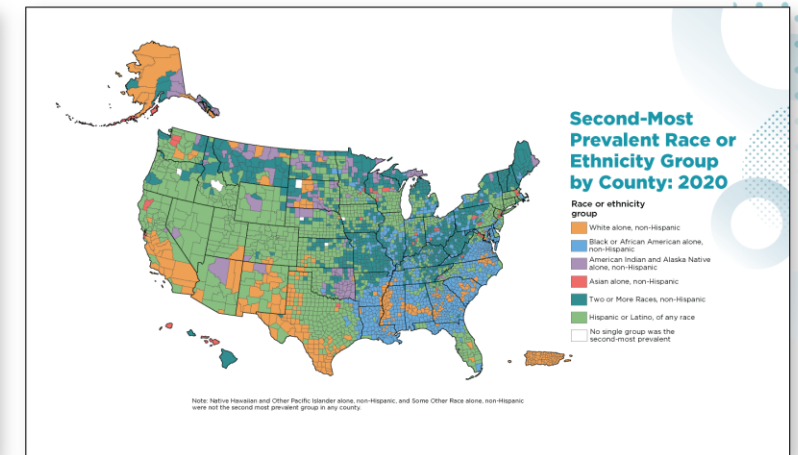 Second-Most
Prevalent Race or
Ethnicity Group
by County: 2020
Race or ethnicity
group
White alone, non-Hispanic
Black or African American alone,
non-Hispanic
American Indian and Alaska Native
alone, non-Hispanic
Asian alone, non-Hispanic
Two or More Races, non-Hispanic
Hispanic or Latino, of any race
No single group was the
second-most prevalent
Note: Native Hawaiian and Other Pacific Islander alone, non-Hispanic, and Some Other Race alone, non-Hispanic
were not the second most prevalent group in any county.